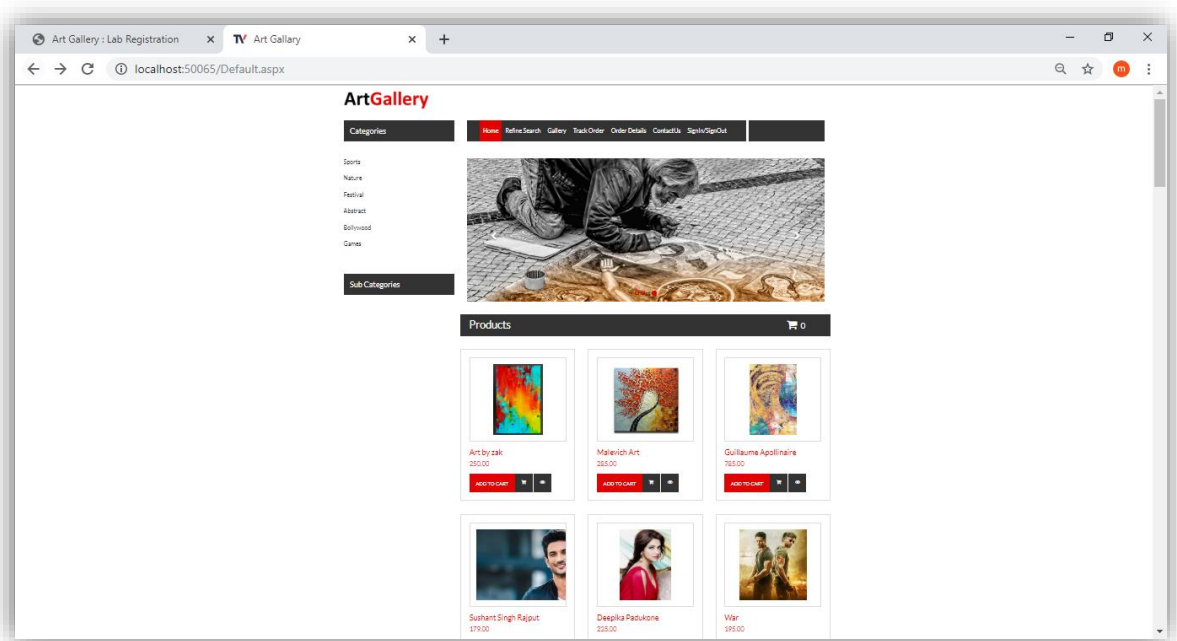 Art Gallery : Lab Registration
TV Art Gallary
localhost:50065/Default.aspx
m
ArtGallery
Categories
Home Refine Search Gallery Track Order Order Details ContactUs SignIn/SignOut
Sports
Nature
Festival
Abstract
Bollywood
Games
Sub Categories
Products
0
Art by zak
250.00
ADD TO CART
Malevich Art
285.00
ADD TO CART
Guillaume Apollinaire
785.00
ADD TO CART
Sushant Singh Rajput
179.00
Deepika Padukone
235.00
War
195.00